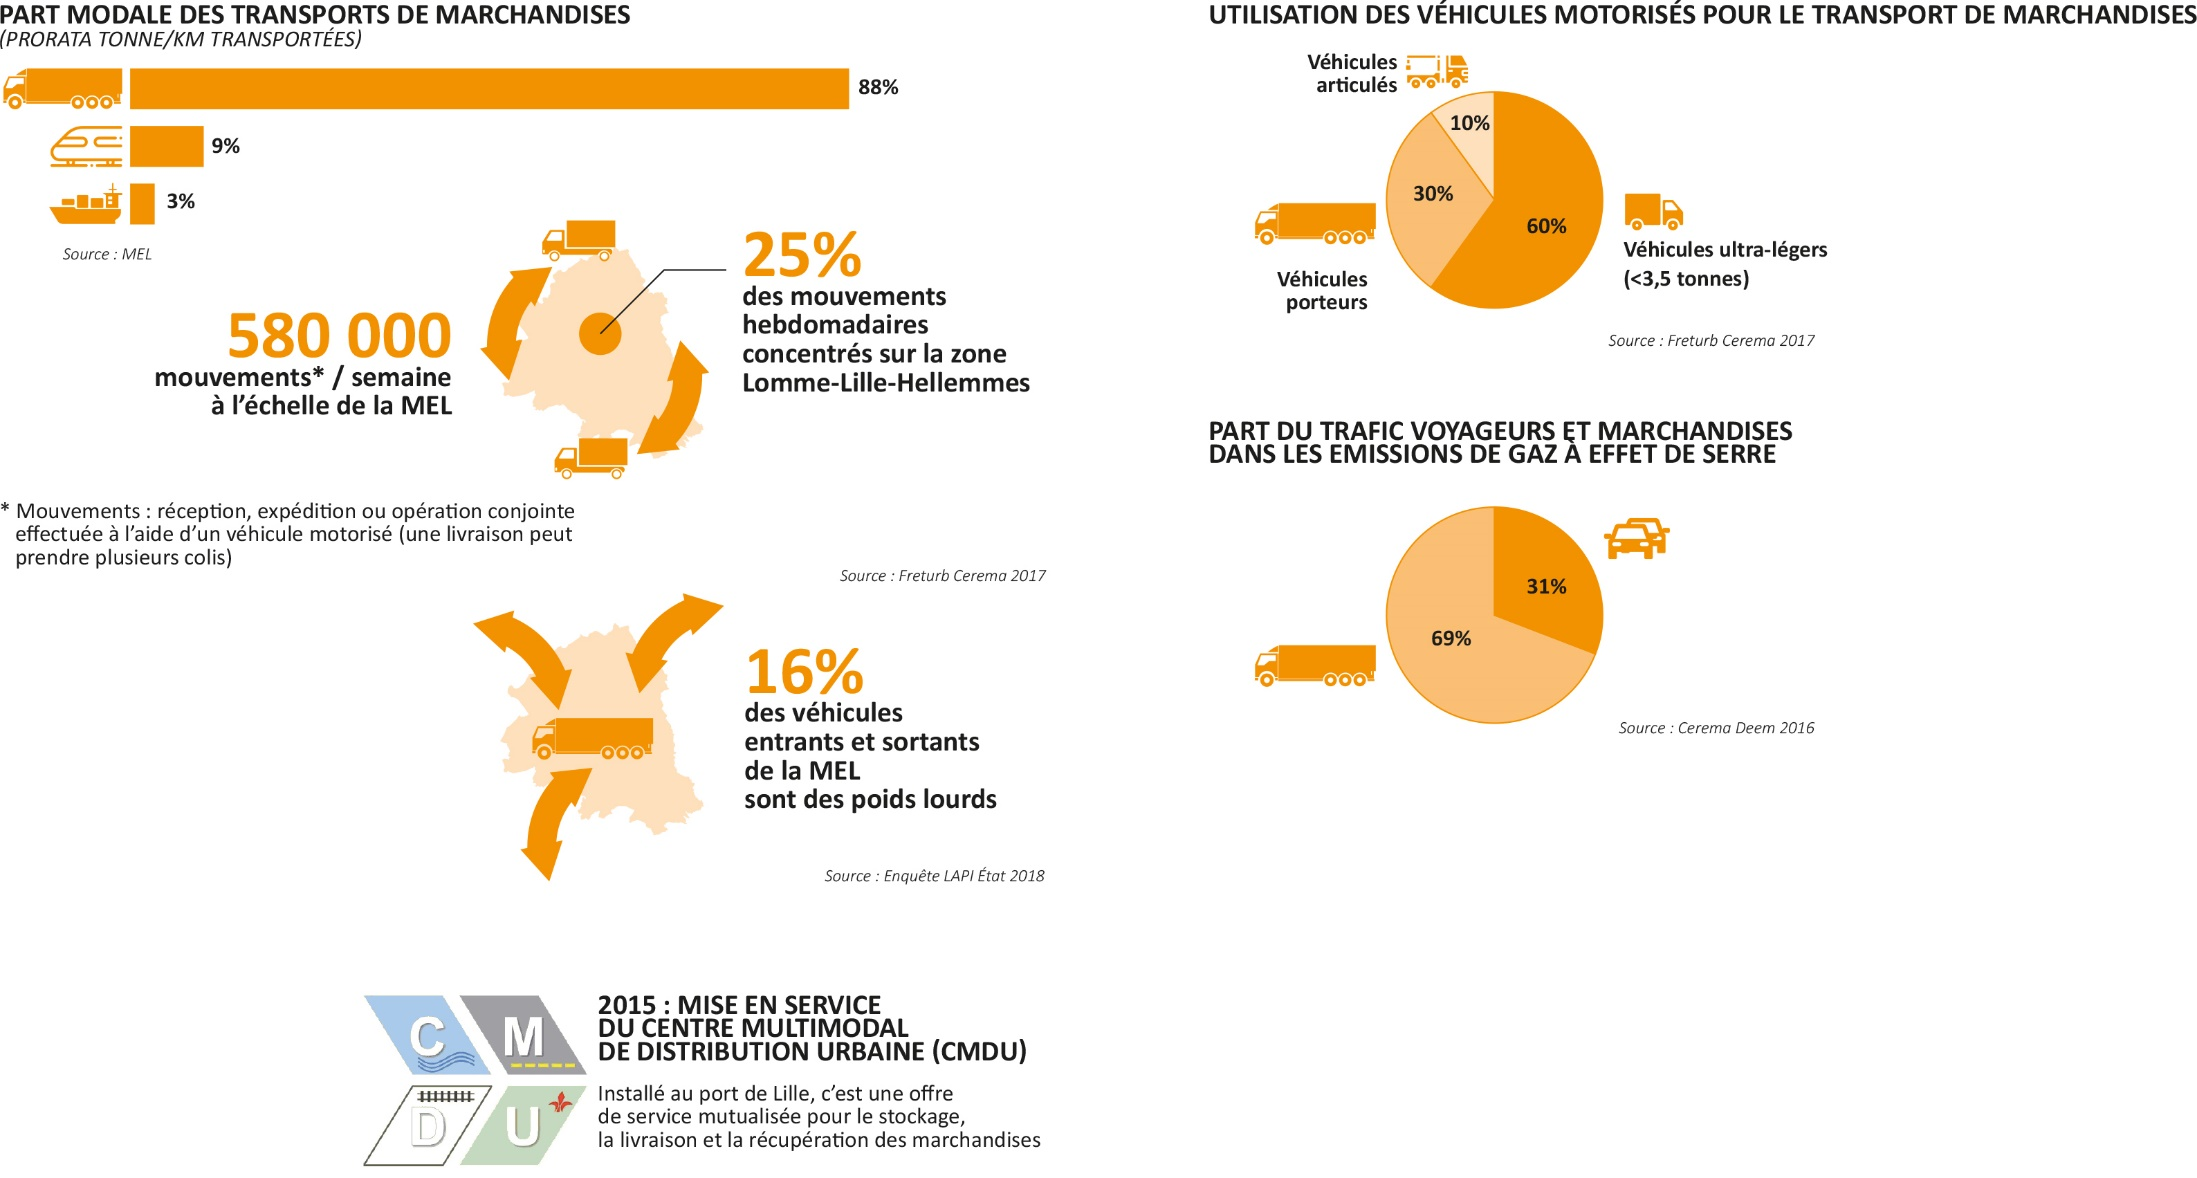 PART MODALE DES TRANSPORTS DE MARCHANDISES
(PRORATA TONNE/KM TRANSPORTÉES)
88%
9%
3%
Source : MEL
580 000
mouvements* / semaine
à l’échelle de la MEL
25%
des mouvements
hebdomadaires
concentrés sur la zone
Lomme-Lille-Hellemmes
* Mouvements : réception, expédition ou opération conjointe
effectuée à l’aide d’un véhicule motorisé (une livraison peut
prendre plusieurs colis)
Source : Freturb Cerema 2017
16%
des véhicules
entrants et sortants
de la MEL
sont des poids lourds
Source : Enquête LAPI État 2018
C M
D U
2015 : MISE EN SERVICE
DU CENTRE MULTIMODAL
DE DISTRIBUTION URBAINE (CMDU)
Installé au port de Lille, c’est une offre
de service mutualisée pour le stockage,
la livraison et la récupération des marchandises
UTILISATION DES VÉHICULES MOTORISÉS POUR LE TRANSPORT DE MARCHANDISES
Véhicules
articulés
10%
30%
60%
Véhicules
porteurs
Véhicules ultra-légers
(<3,5 tonnes)
Source : Freturb Cerema 2017
PART DU TRAFIC VOYAGEURS ET MARCHANDISES
DANS LES EMISSIONS DE GAZ À EFFET DE SERRE
31%
69%
Source : Cerema Deem 2016